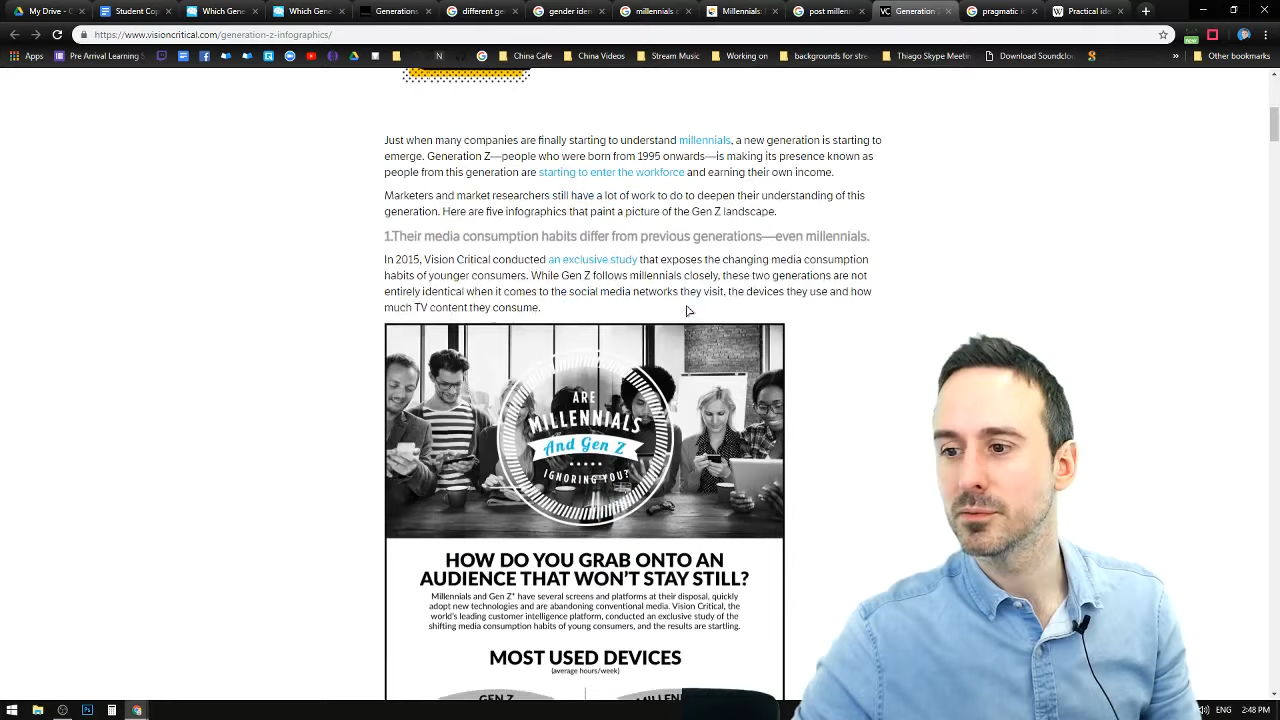 My Drive - G
Student Cop
Which Gene
Which Gene
Generations
different ge
gender iden
millennials c
Millennials:
post millenn
Generation Z
pragmatic id
Practical ide
https://www.visioncritical.com/generation-z-infographics/
new
Apps
Pre Arrival Learning S
China Cafe
China Videos
Stream Music
Working on
backgrounds for stre
Thiago Skype Meetin
Download Soundclou
»
Other bookmarks
Just when many companies are finally starting to understand millennials, a new generation is starting to
emerge. Generation Z—people who were born from 1995 onwards—is making its presence known as
people from this generation are starting to enter the workforce and earning their own income.
Marketers and market researchers still have a lot of work to do to deepen their understanding of this
generation. Here are five infographics that paint a picture of the Gen Z landscape.
1.Their media consumption habits differ from previous generations—even millennials.
In 2015, Vision Critical conducted an exclusive study that exposes the changing media consumption
habits of younger consumers. While Gen Z follows millennials closely, these two generations are not
entirely identical when it comes to the social media networks they visit, the devices they use and how
much TV content they consume.
ARE
MILLENNIALS
And Gen Z
IGNORING YOU?
HOW DO YOU GRAB ONTO AN
AUDIENCE THAT WON'T STAY STILL?
Millennials and Gen Z* have several screens and platforms at their disposal, quickly
adopt new technologies and are abandoning conventional media. Vision Critical, the
world's leading customer intelligence platform, conducted an exclusive study of the
shifting media consumption habits of young consumers, and the results are startling.
MOST USED DEVICES
(average hours/week)
GEN Z
ENG
2:48 PM